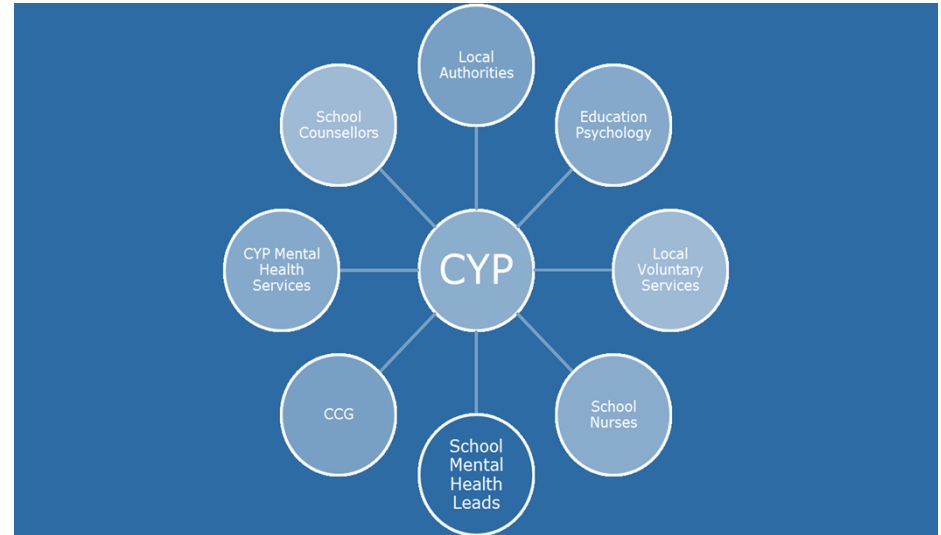 Local
Authorities
Education
Psychology
Local
Voluntary
Services
School
Nurses
School
Mental
Health
Leads
CCG
CYP Mental
Health
Services
School
Counsellors
CYP